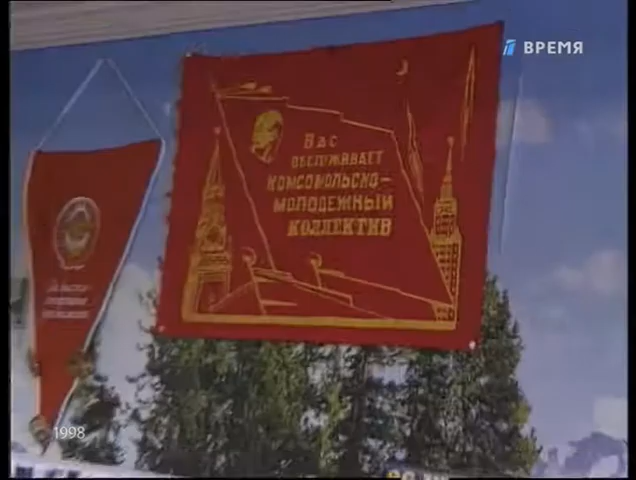 ВРЕМЯ
Вас
обслуживает
комсомольско-
молодежный
коллектив
1998